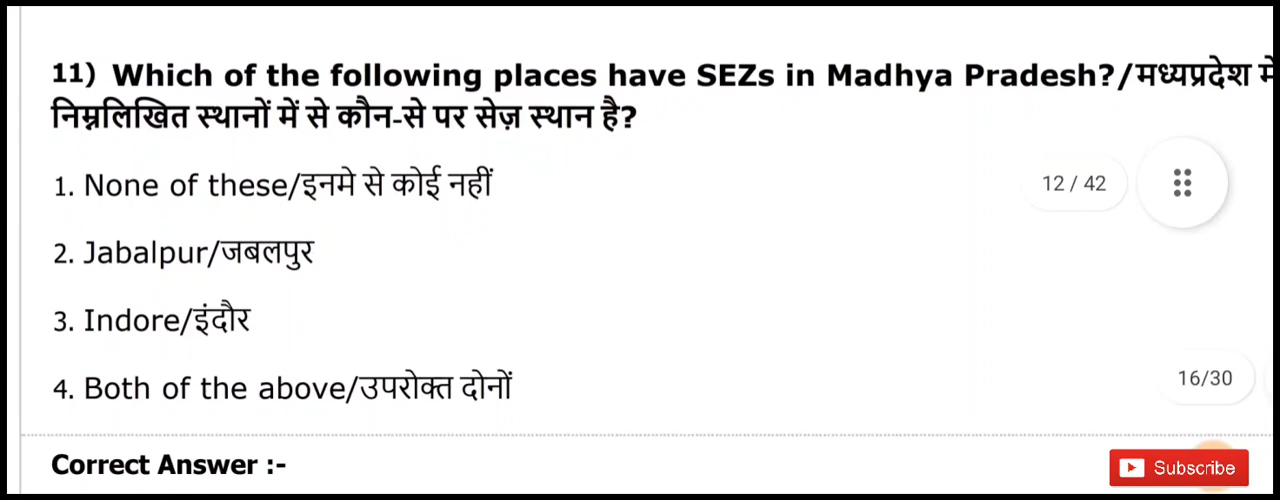 11) Which of the following places have SEZs in Madhya Pradesh?/मध्यप्रदेश में
निम्नलिखित स्थानों में से कौन-से पर सेज़ स्थान है?
1. None of these/इनमे से कोई नहीं
12 / 42
2. Jabalpur/जबलपुर
3. Indore/इंदौर
4. Both of the above/उपरोक्त दोनों
16/30
Correct Answer :-
Subscribe